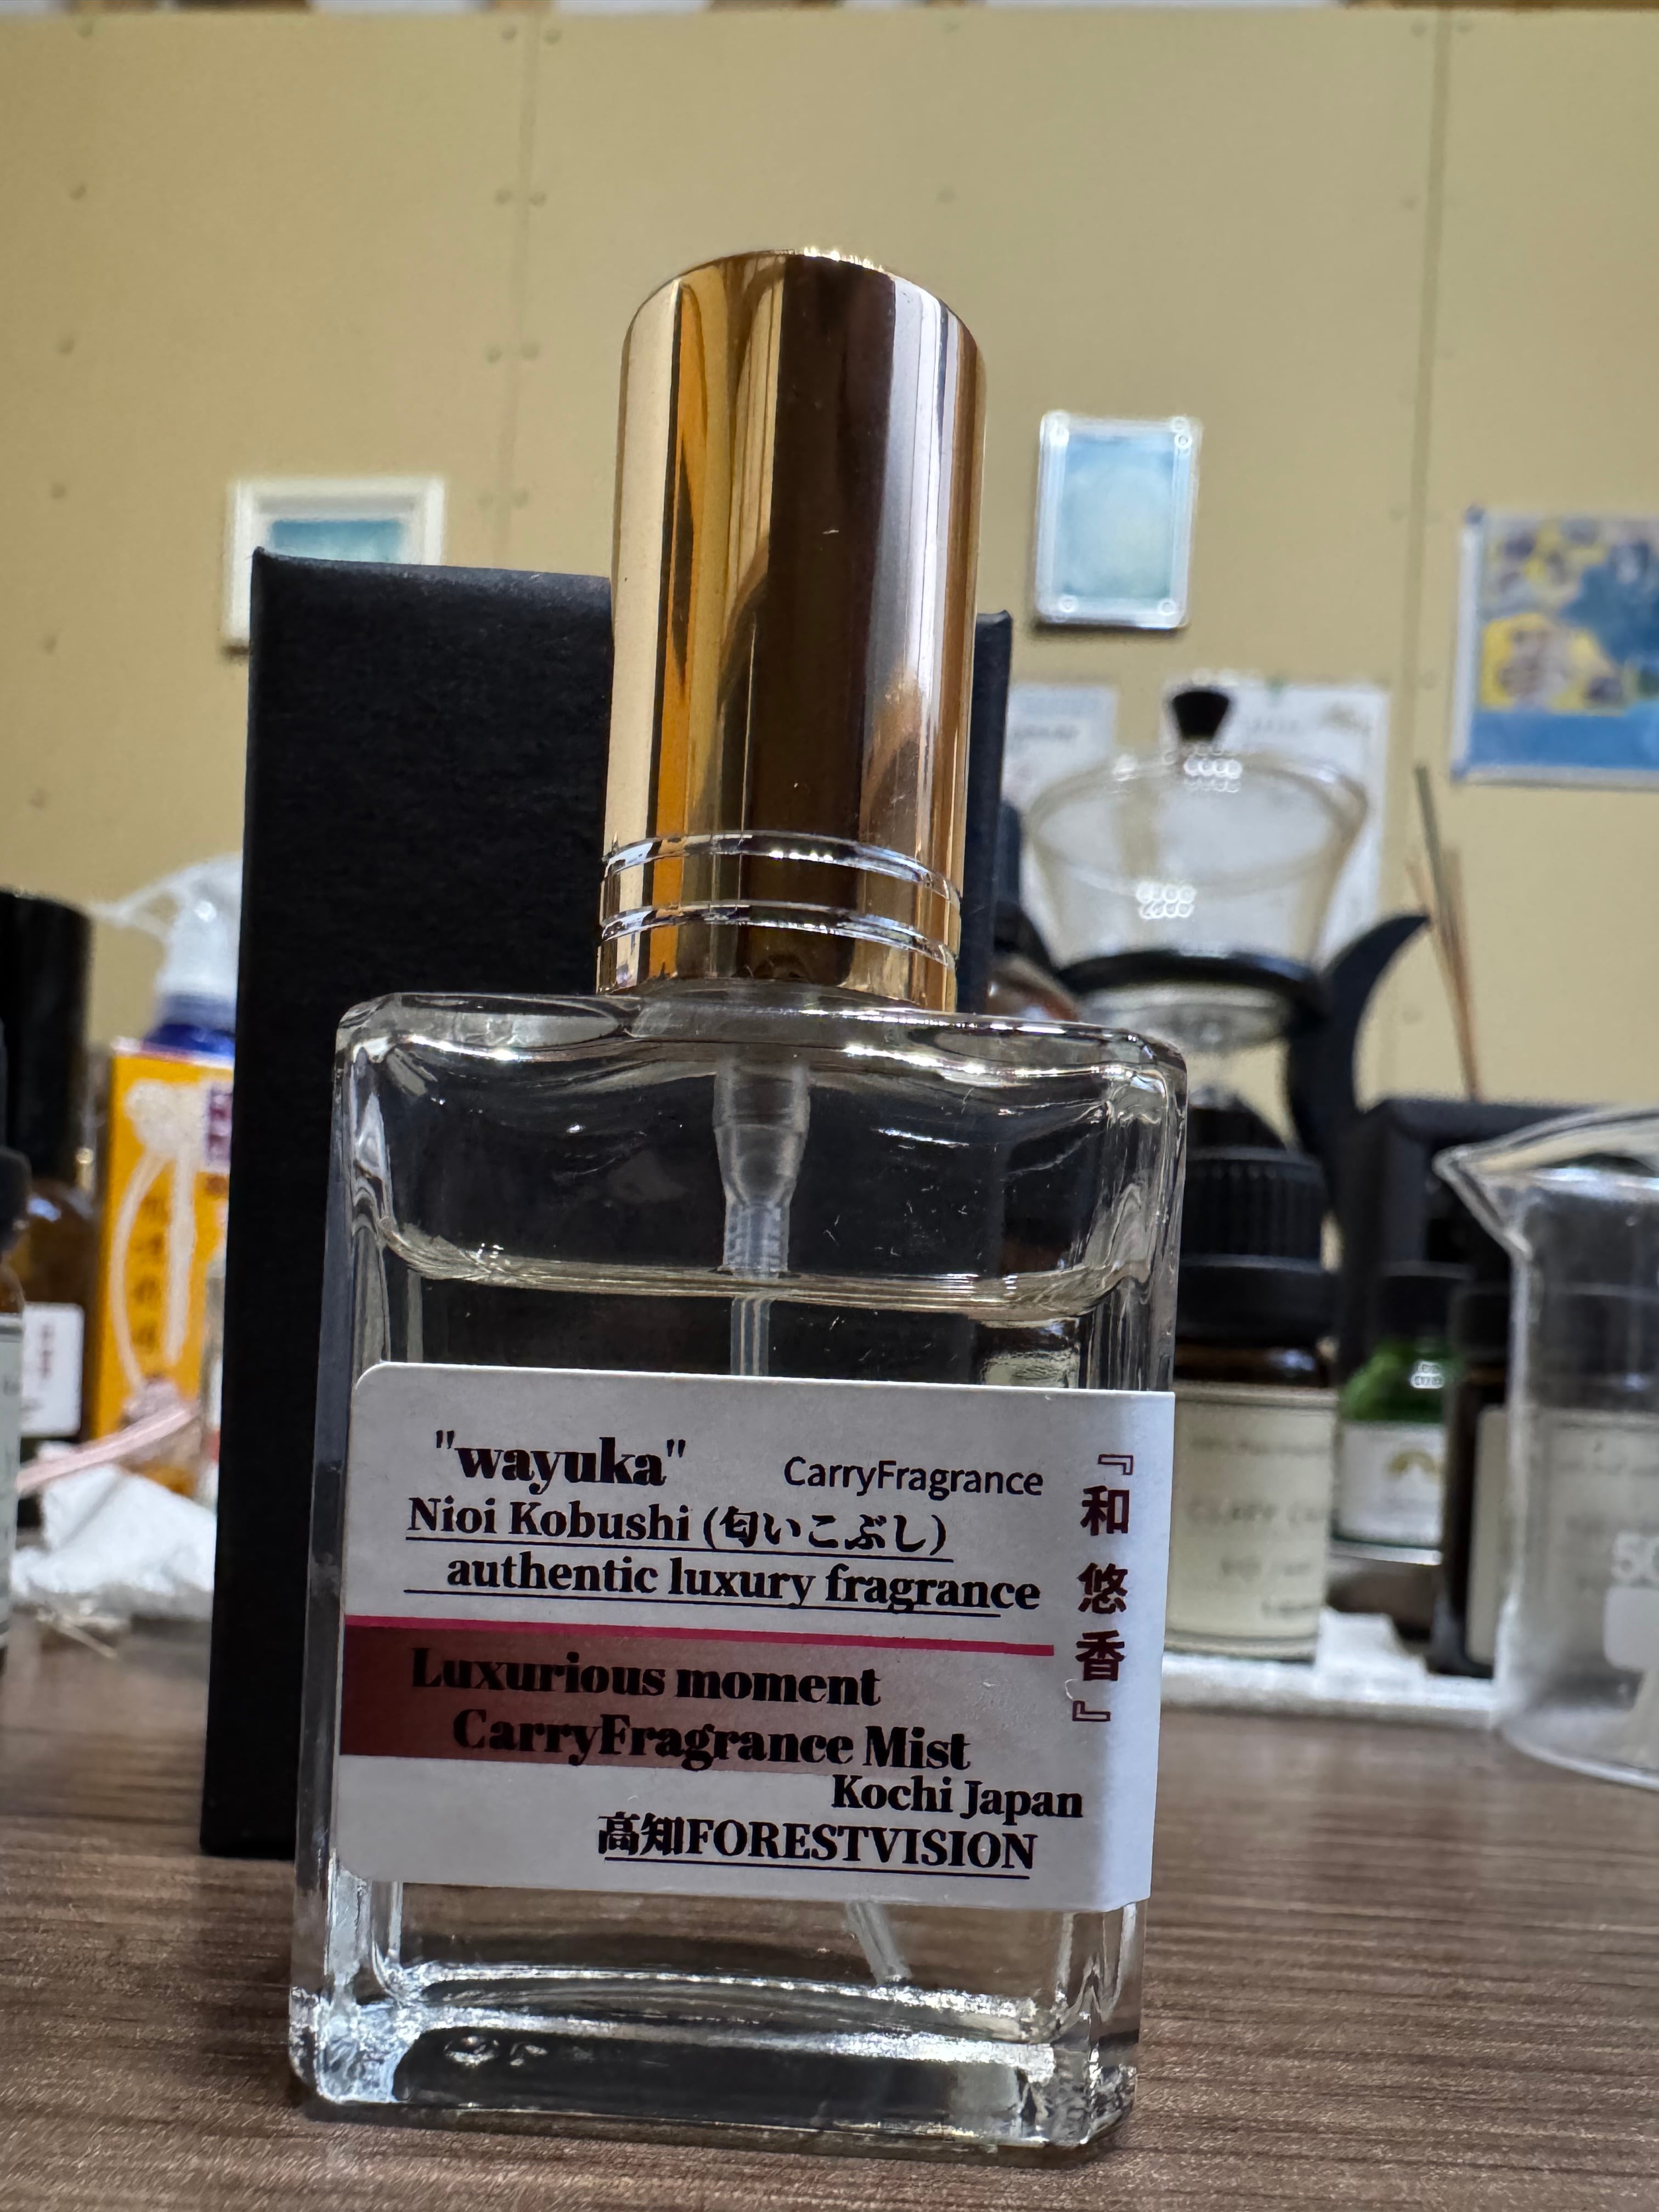 "wayuka"
CarryFragrance
Nioi Kobushi (匂いこぶし)
authentic luxury fragrance
Luxurious moment
CarryFragrance Mist
Kochi Japan
高知FORESTVISION
『和悠香』